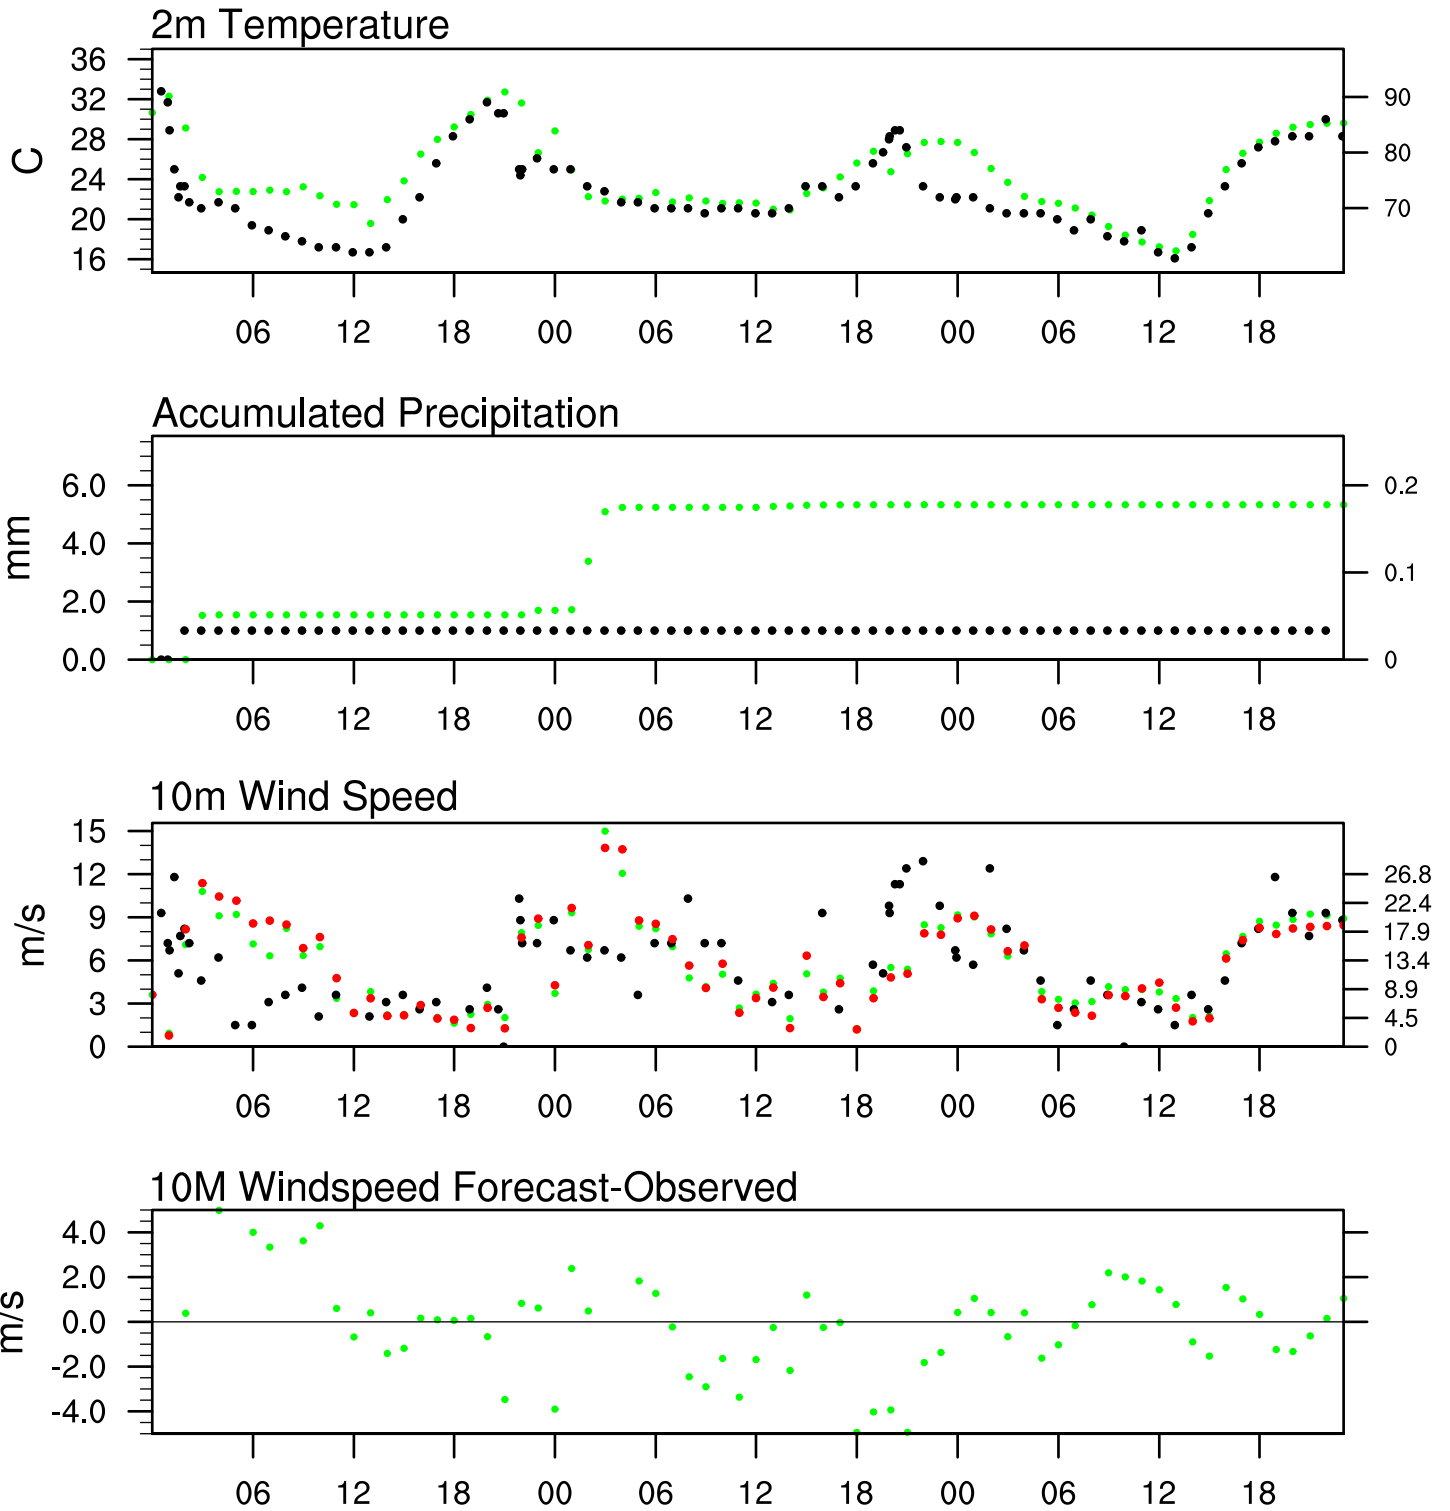 2m Temperature
36
32
28
24
20
16
C
90
80
70
06 12 18 00 06 12 18 00 06 12 18
Accumulated Precipitation
6.0
4.0
2.0
0.0
mm
0.2
0.1
0
06 12 18 00 06 12 18 00 06 12 18
10m Wind Speed
15
12
9
6
3
0
m/s
26.8
22.4
17.9
13.4
8.9
4.5
0
06 12 18 00 06 12 18 00 06 12 18
10M Windspeed Forecast-Observed
4.0
2.0
0.0
-2.0
-4.0
m/s
06 12 18 00 06 12 18 00 06 12 18